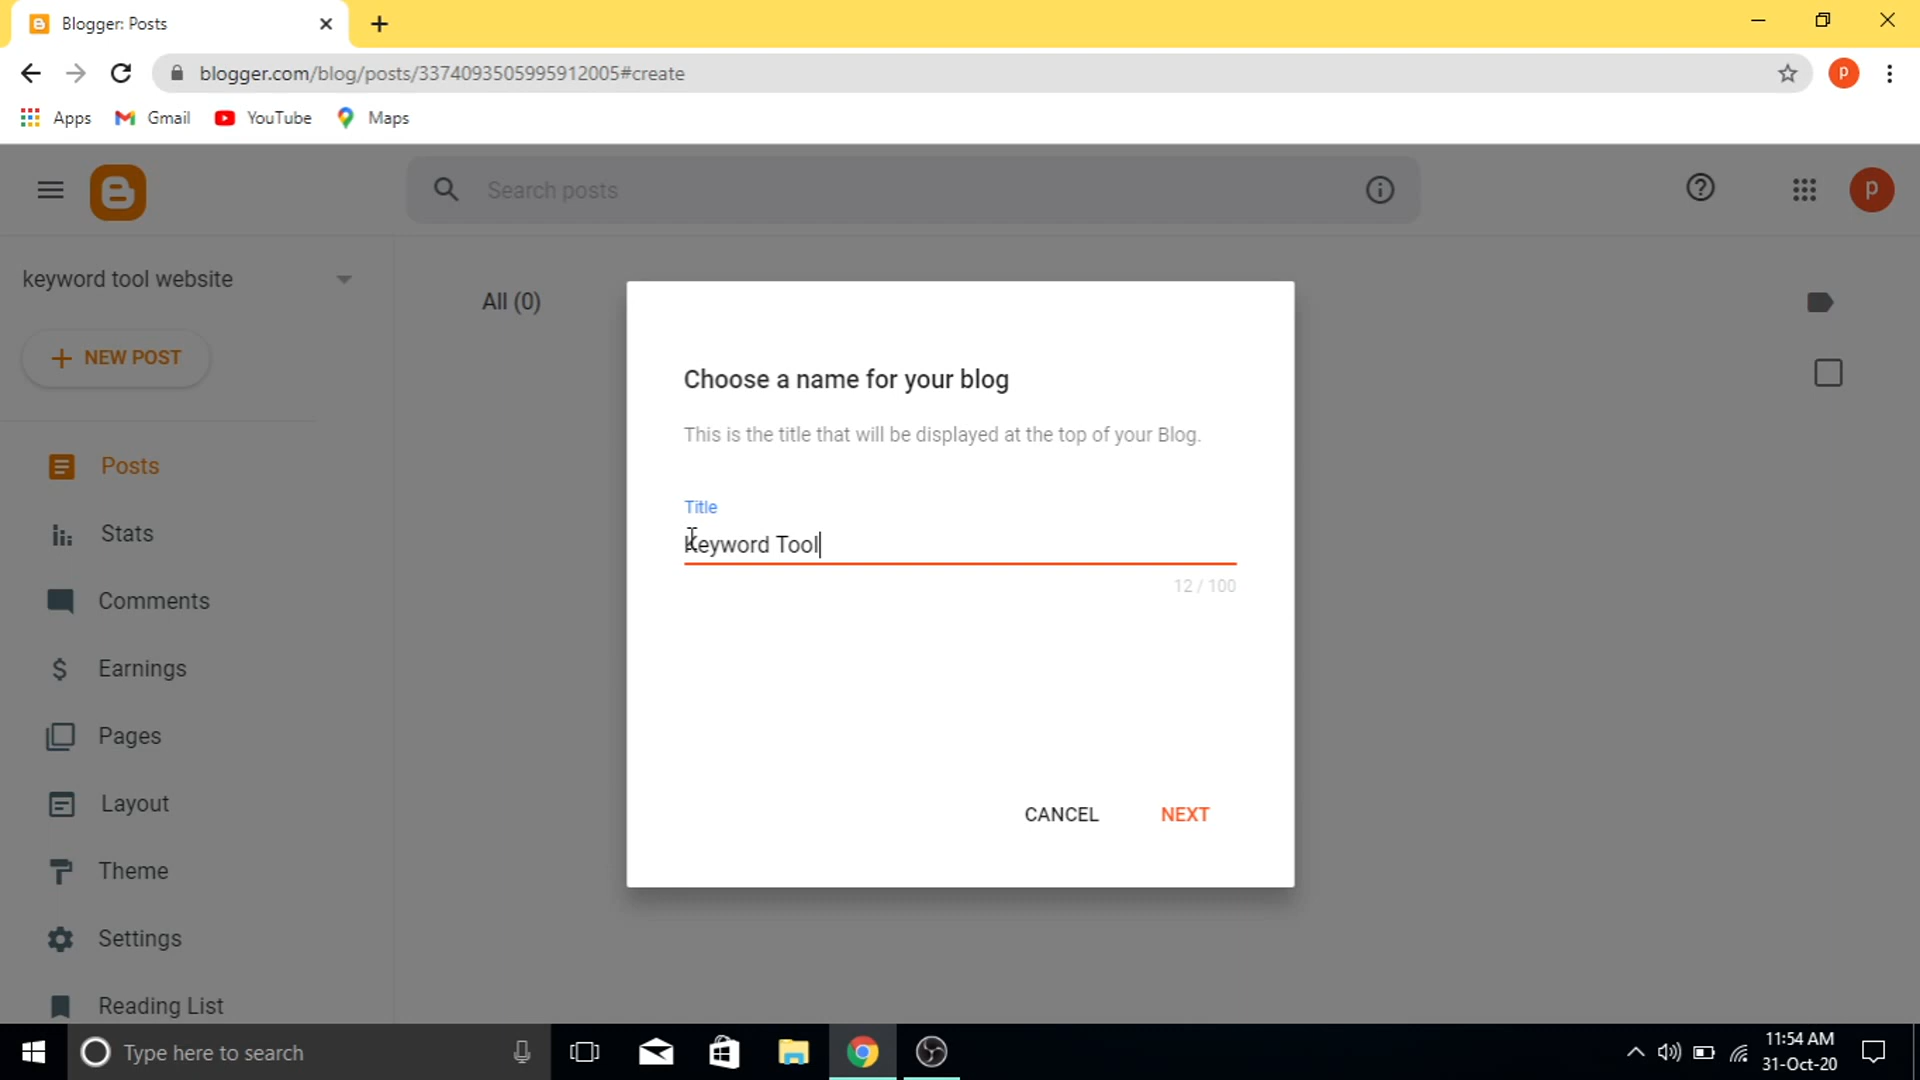 Blogger: Posts
blogger.com/blog/posts/3374093505995912005#create
P
Apps
Gmail
YouTube
Maps
Search posts
p
keyword tool website
All (0)
NEW POST
Choose a name for your blog
This is the title that will be displayed at the top of your Blog.
Title
Keyword Tool
12 / 100
CANCEL
NEXT
Posts
Stats
Comments
Earnings
Pages
Layout
Theme
Settings
Reading List
Type here to search
11:54 AM
31-Oct-20